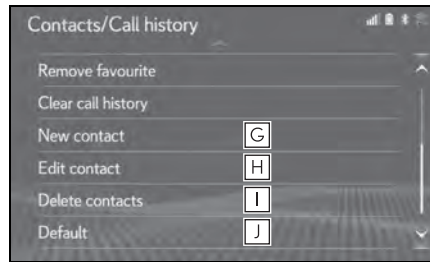 Contacts/Call history
Remove favourite
Clear call history
New contact G
Edit contact H
Delete contacts I
Default J